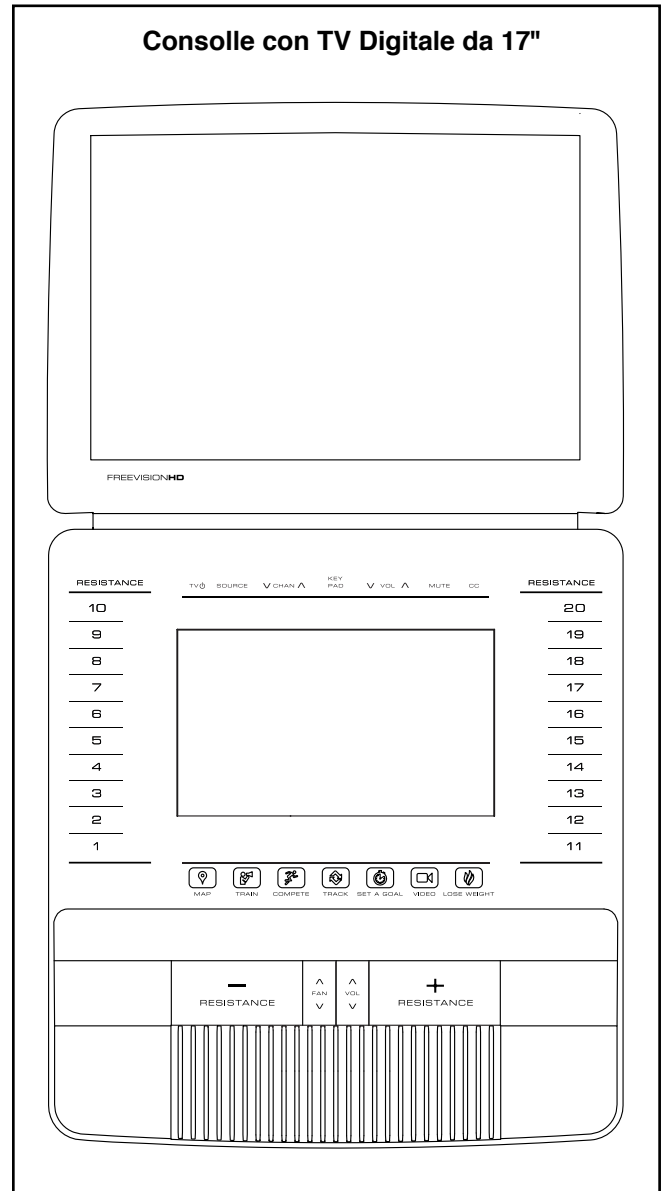 Consolle con TV Digitale da 17"
FREEVISIONHD
RESISTANCE
TV SOURCE CHAN KEY PAD VOL MUTE CC
RESISTANCE
10
9
8
7
6
5
4
3
2
1
20
19
18
17
16
15
14
13
12
11
MAP TRAIN COMPETE TRACK SET A GOAL VIDEO LOSE WEIGHT
− RESISTANCE
FAN
VOL
+ RESISTANCE